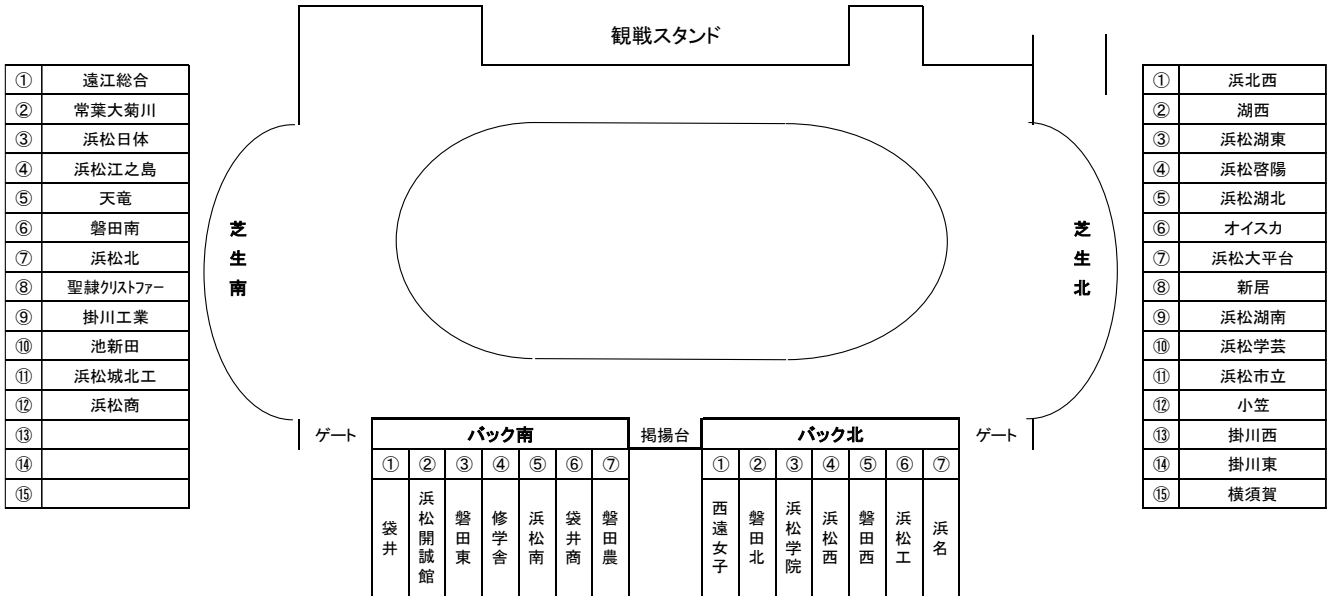 観戦スタンド
① 遠江総合
② 常葉大菊川
③ 浜松日体
④ 浜松江之島
⑤ 天竜
⑥ 磐田南
⑦ 浜松北
⑧ 聖隷クリストファー
⑨ 掛川工業
⑩ 池新田
⑪ 浜松城北工
⑫ 浜松商
⑬
⑭
⑮
芝生南
芝生北
① 浜北西
② 湖西
③ 浜松湖東
④ 浜松啓陽
⑤ 浜松湖北
⑥ オイスカ
⑦ 浜松大平台
⑧ 新居
⑨ 浜松湖南
⑩ 浜松学芸
⑪ 浜松市立
⑫ 小笠
⑬ 掛川西
⑭ 掛川東
⑮ 横須賀
ゲート
バック南
① 袋井
② 浜松開誠館
③ 磐田東
④ 修学舎
⑤ 浜松南
⑥ 袋井商
⑦ 磐田農
掲揚台
バック北
① 西遠女子
② 磐田北
③ 浜松学院
④ 浜松西
⑤ 磐田西
⑥ 浜松工
⑦ 浜名
ゲート